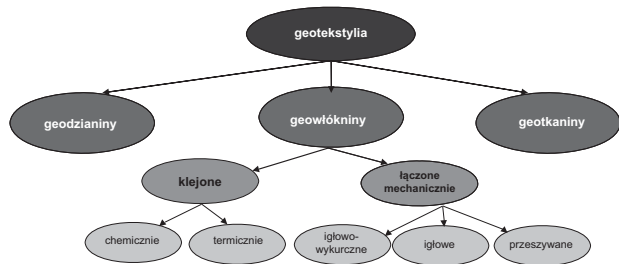 geotekstylia
geodzianiny
geowłókniny
geotkaniny
klejone
łączone
mechanicznie
chemicznie
termicznie
igłowo-
wykurczne
igłowe
przeszywane